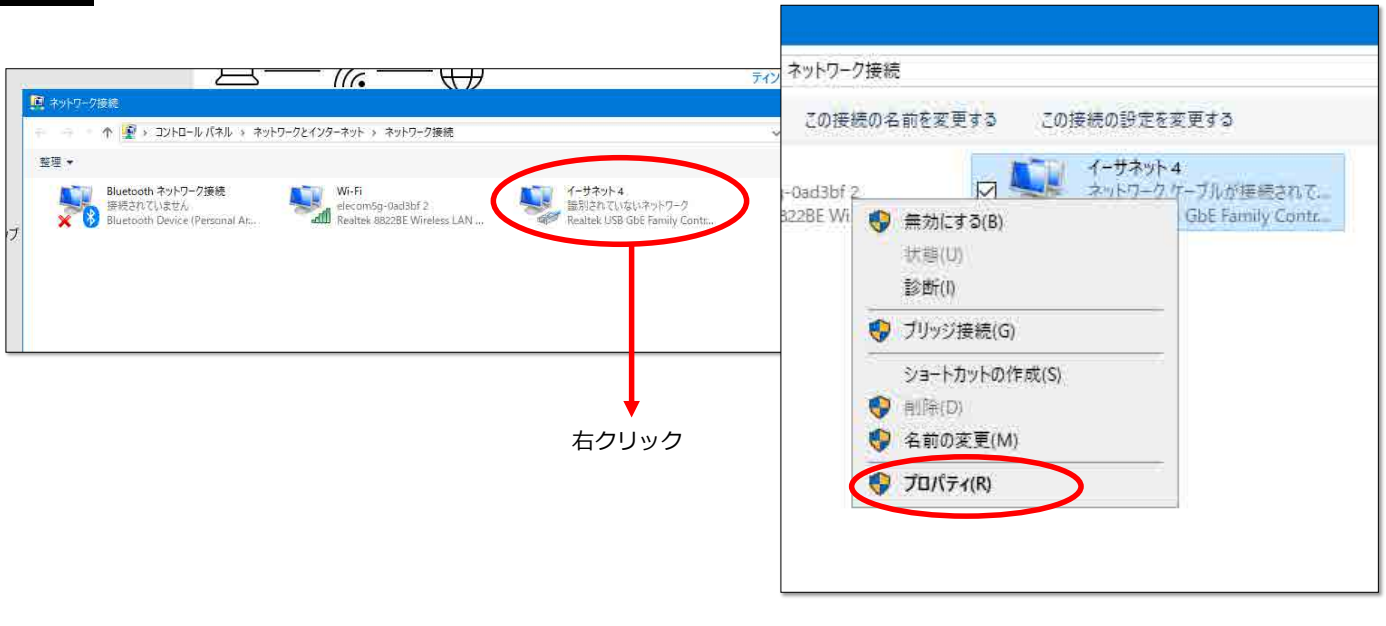 ティン
ネットワーク接続
コントロール パネル › ネットワークとインターネット › ネットワーク接続
整理
Bluetooth ネットワーク接続
接続されていません
Bluetooth Device (Personal Ar...
Wi-Fi
elecom5g-0ad3bf 2
Realtek 8822BE Wireless LAN ...
イーサネット 4
識別されていないネットワーク
Realtek USB GbE Family Contr...
右クリック
ネットワーク接続
この接続の名前を変更する
この接続の設定を変更する
-0ad3bf 2
822BE Wi
イーサネット 4
ネットワーク ケーブルが接続されて...
GbE Family Contr...
無効にする(B)
状態(U)
診断(I)
ブリッジ接続(G)
ショートカットの作成(S)
削除(D)
名前の変更(M)
プロパティ(R)